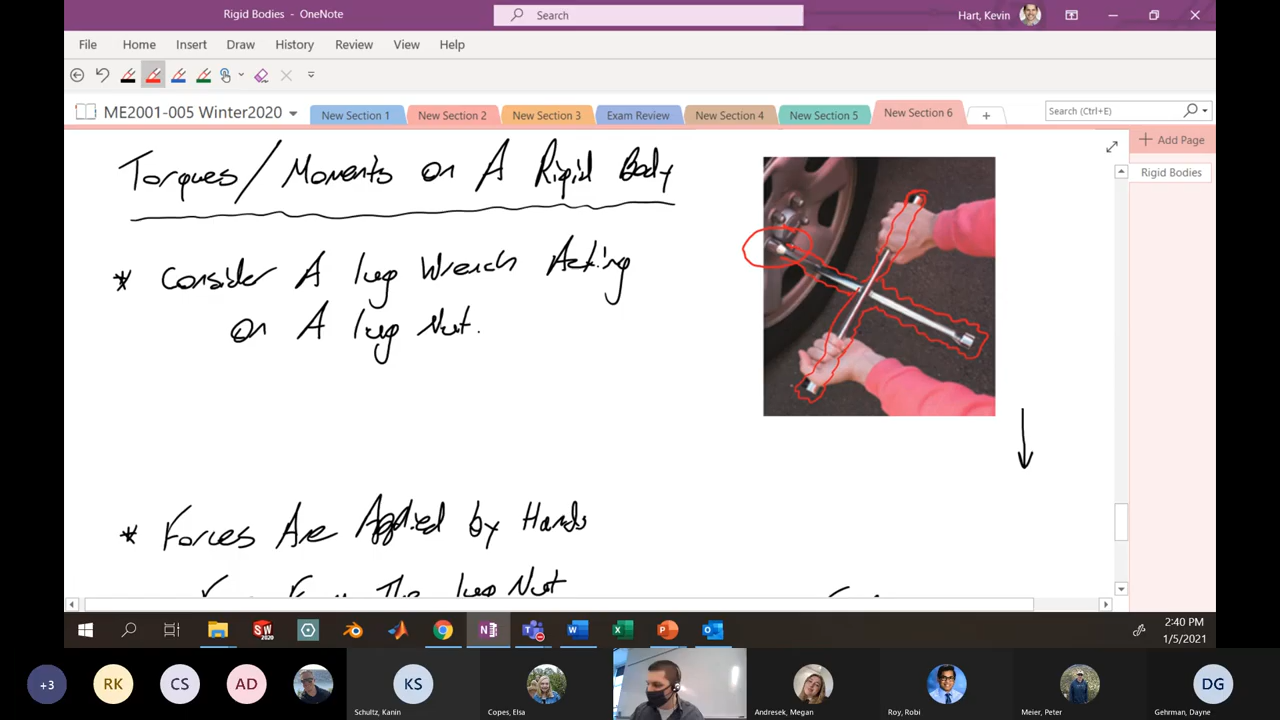 Rigid Bodies - OneNote
Search
Hart, Kevin
File Home Insert Draw History Review View Help
ME2001-005 Winter2020
New Section 1 New Section 2 New Section 3 Exam Review New Section 4 New Section 5 New Section 6
Search (Ctrl+E)
Add Page
Rigid Bodies
Torques/Moments on A Rigid Body
* Consider A lug Wrench Acting
on A lug Nut.
* Forces Are Applied by Hands
The lug Nut
2:40 PM
1/5/2021
+3 RK CS AD KS DG
Schultz, Kanin Copes, Elsa Andresek, Megan Roy, Robi Meier, Peter Gehrman, Dayne